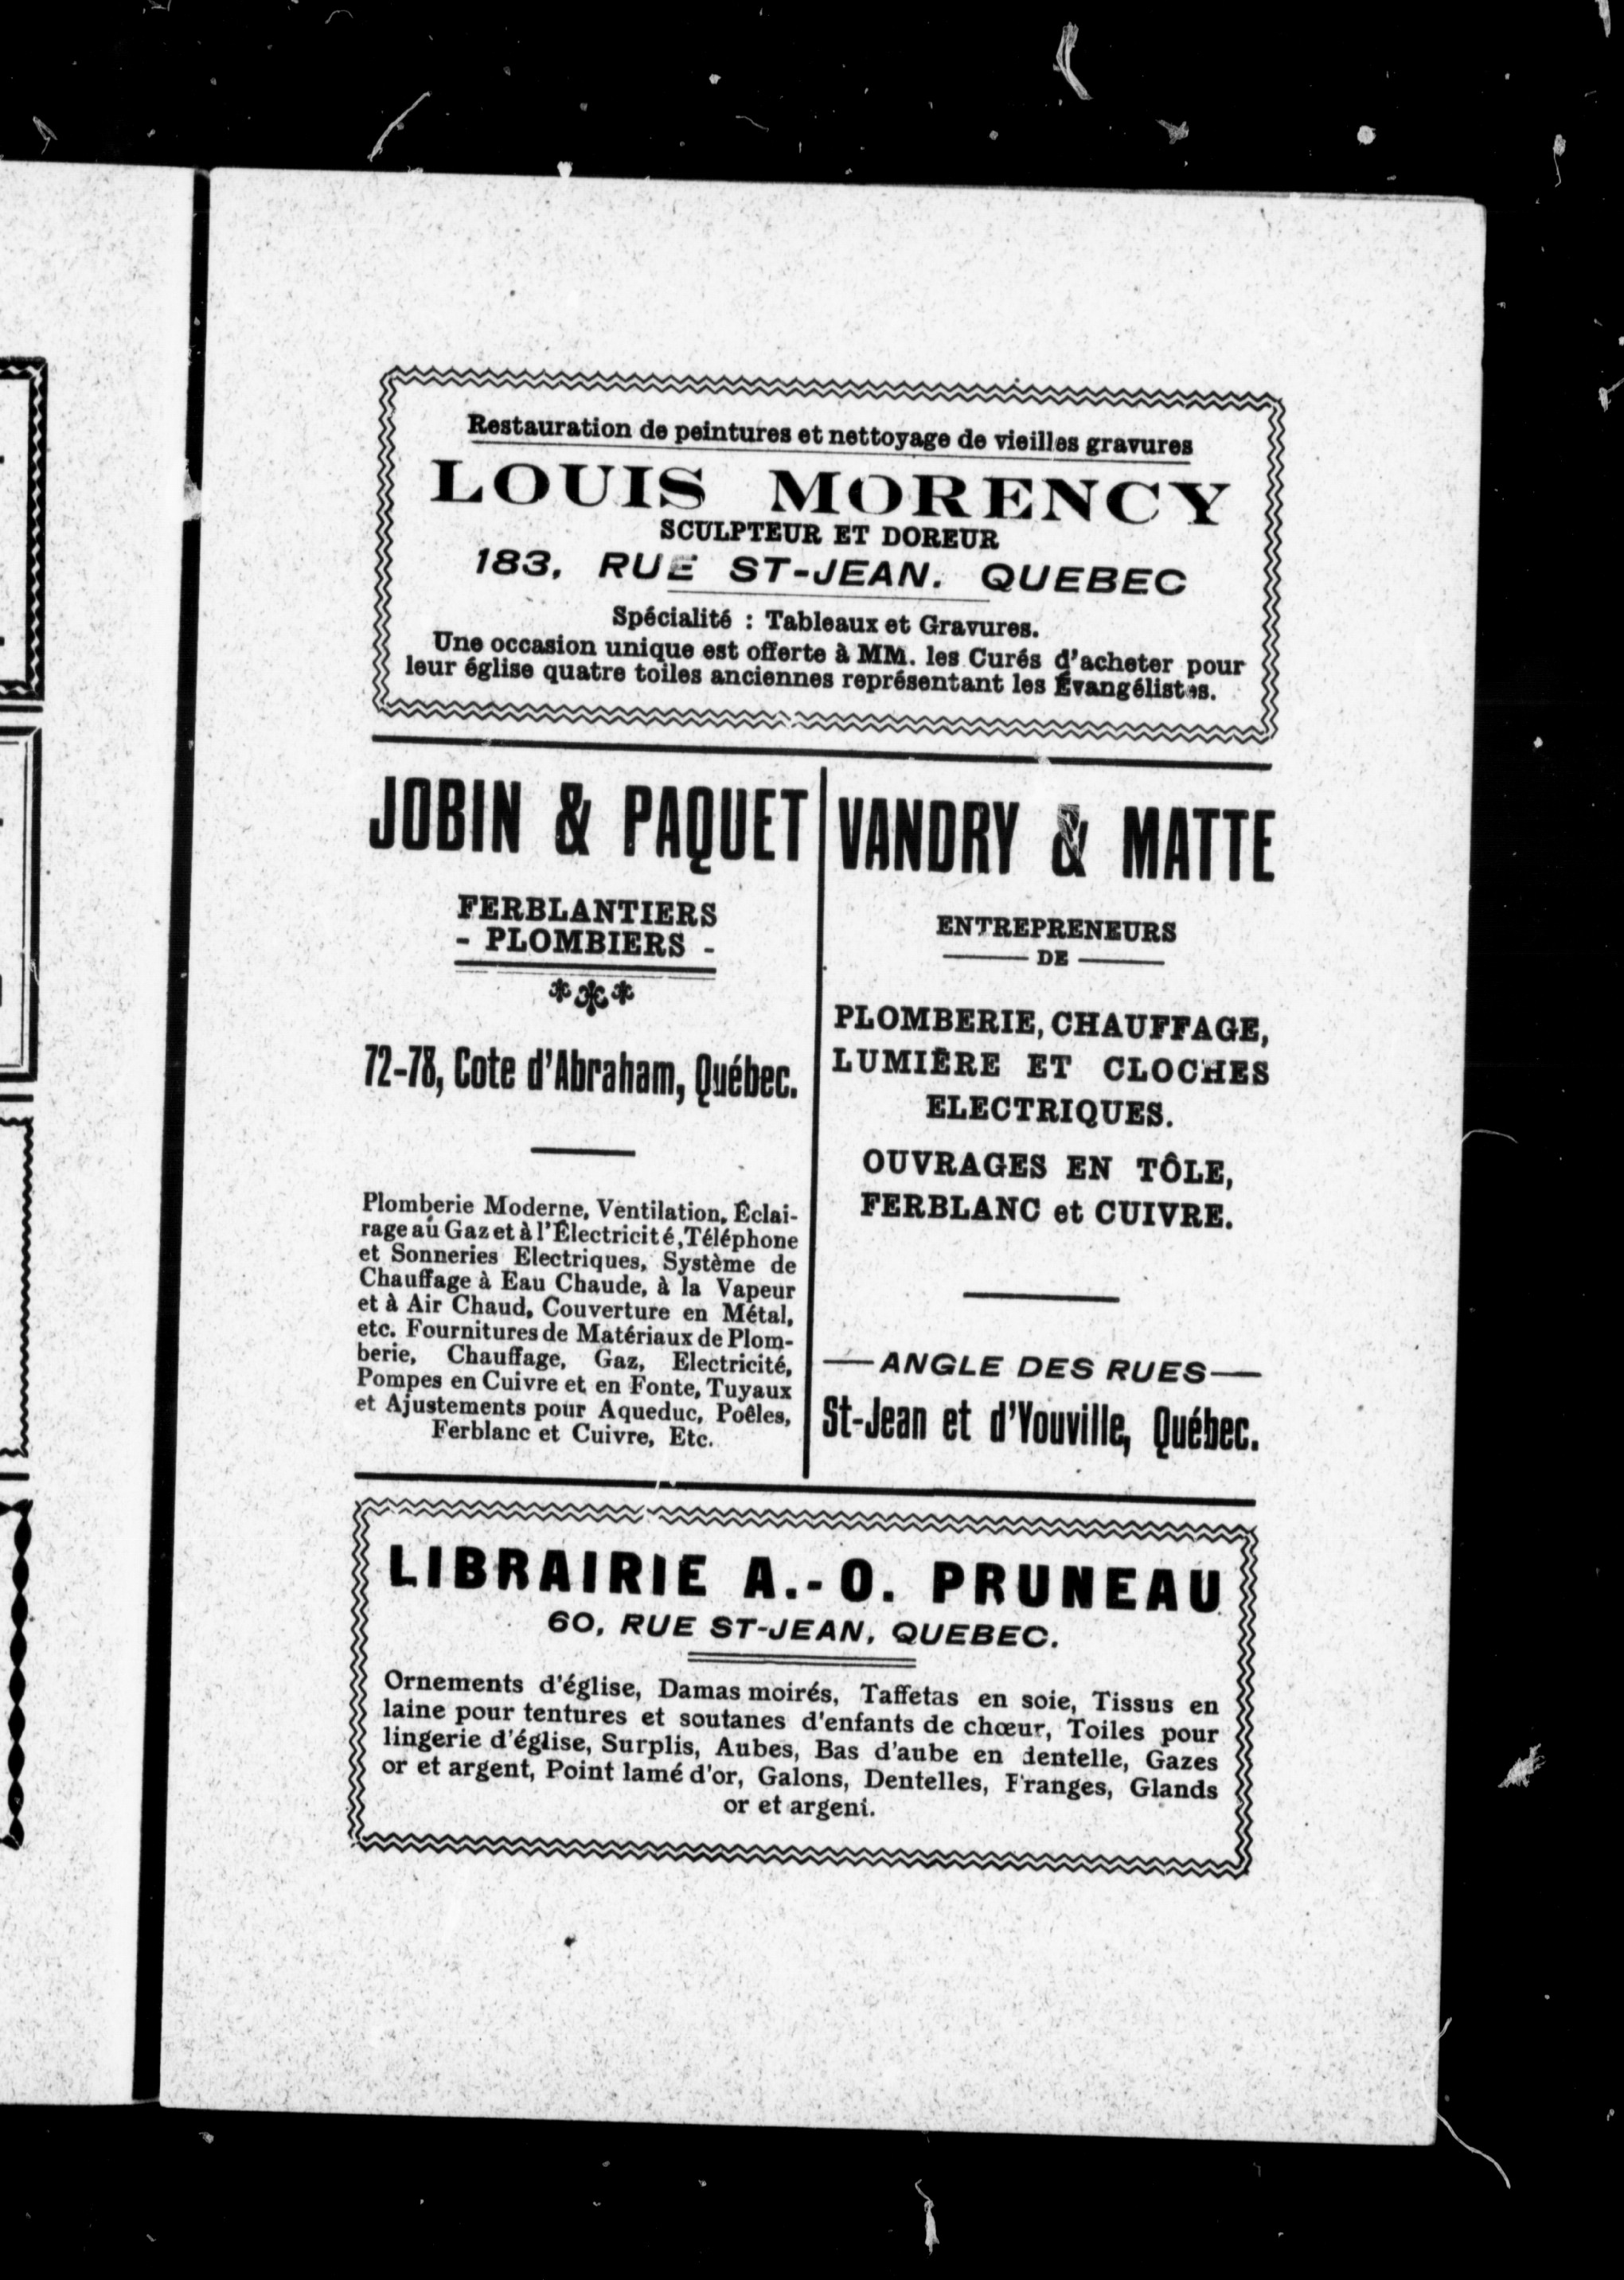 Restauration de peintures et nettoyage de vieilles gravures
LOUIS MORENCY
SCULPTEUR ET DOREUR
183, RUE ST-JEAN. QUEBEC
Spécialité : Tableaux et Gravures.
Une occasion unique est offerte à MM. les Curés d'acheter pour
leur église quatre toiles anciennes représentant les Évangélistes.
JOBIN & PAQUET
FERBLANTIERS
- PLOMBIERS -
72-78, Cote d'Abraham, Québec.
Plomberie Moderne, Ventilation, Êclai-
rage au Gaz et à l'Êlectricité, Téléphone
et Sonneries Electriques, Système de
Chauffage à Eau Chaude, à la Vapeur
et à Air Chaud, Couverture en Métal,
etc. Fournitures de Matériaux de Plom-
berie, Chauffage, Gaz, Electricité,
Pompes en Cuivre et en Fonte, Tuyaux
et Ajustements pour Aqueduc, Poêles,
Ferblanc et Cuivre, Etc.
VANDRY & MATTE
ENTREPRENEURS
DE
PLOMBERIE, CHAUFFAGE,
LUMIÈRE ET CLOCHES
ELECTRIQUES.
OUVRAGES EN TÔLE,
FERBLANC et CUIVRE.
—ANGLE DES RUES—
St-Jean et d'Youville, Québec.
LIBRAIRIE A.-O. PRUNEAU
60, RUE ST-JEAN, QUEBEC.
Ornements d'église, Damas moirés, Taffetas en soie, Tissus en
laine pour tentures et soutanes d'enfants de chœur, Toiles pour
lingerie d'église, Surplis, Aubes, Bas d'aube en dentelle, Gazes
or et argent, Point lamé d'or, Galons, Dentelles, Franges, Glands
or et argeni.